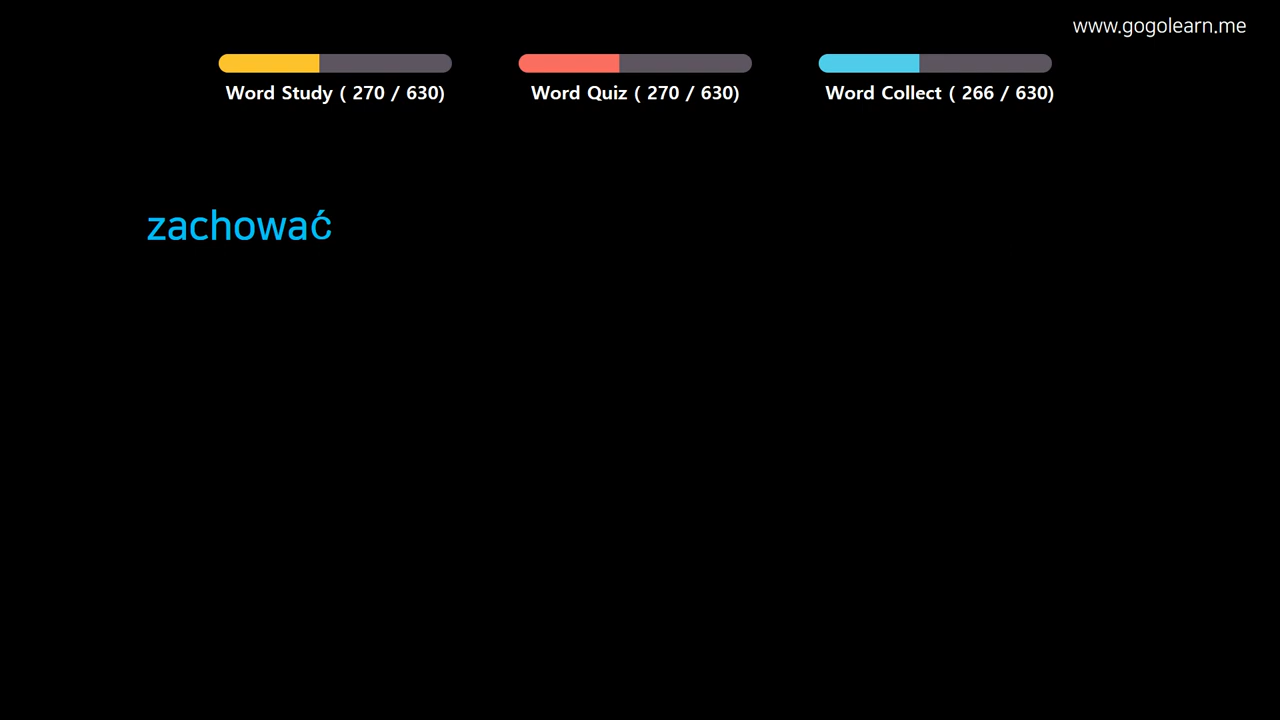 www.gogolearn.me
Word Study ( 270 / 630)
Word Quiz ( 270 / 630)
Word Collect ( 266 / 630)
zachować